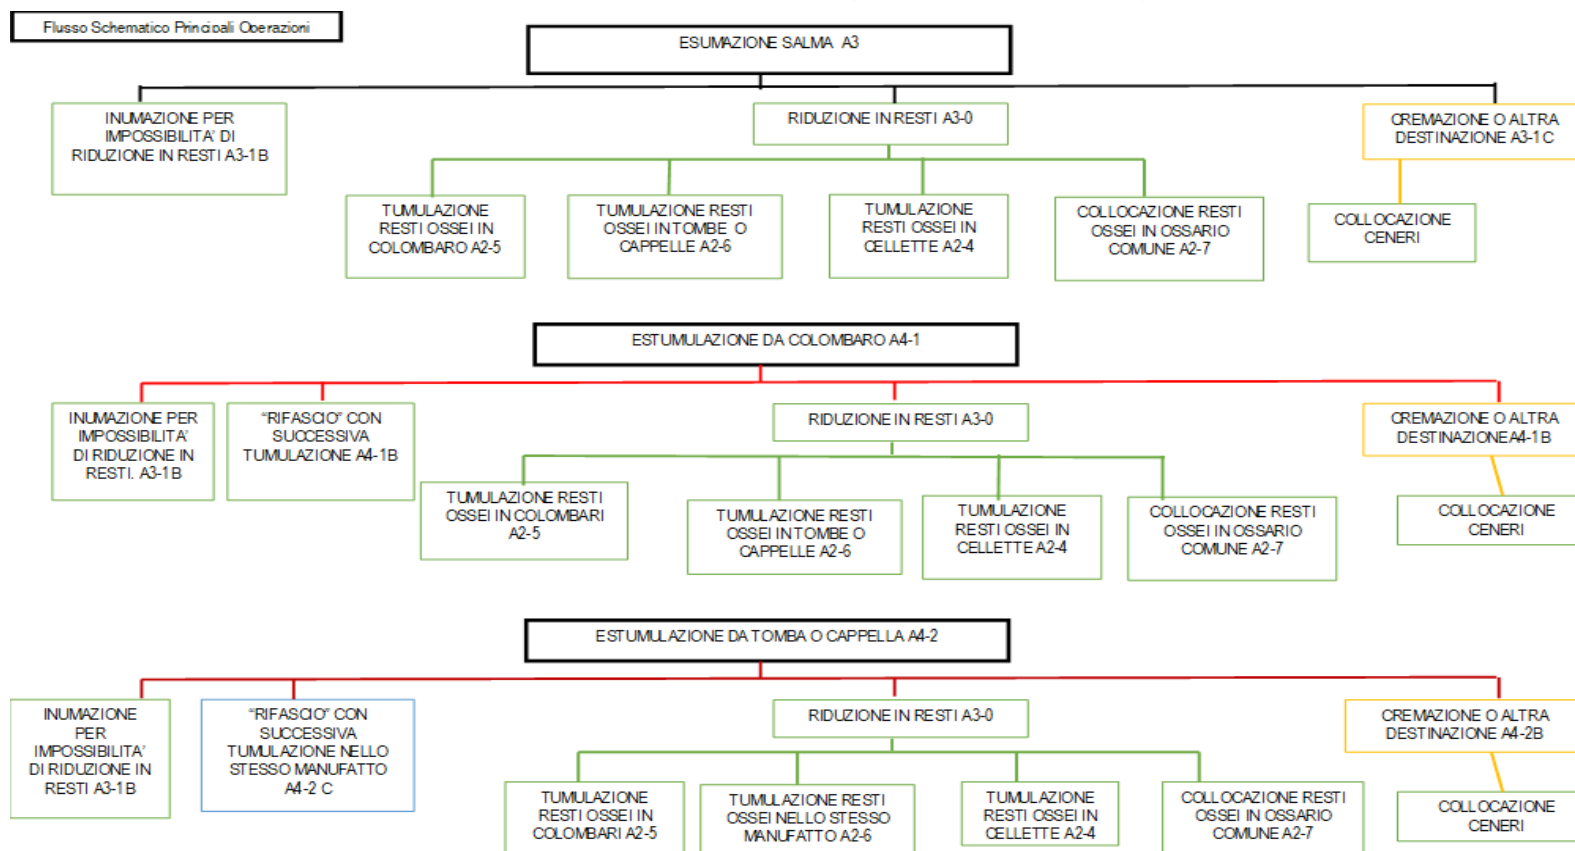 Flusso Schematico Principali Operazioni
ESUMAZIONE SALMA A3
INUMAZIONE PER
IMPOSSIBILITA' DI
RIDUZIONE IN RESTI A3-1B
RIDUZIONE IN RESTI A3-0
CREMAZIONE O ALTRA
DESTINAZIONE A3-1C
TUMULAZIONE
RESTI OSSEI IN
COLOMBARO A2-5
TUMULAZIONE RESTI
OSSEI IN TOMBE O
CAPPELLE A2-6
TUMULAZIONE
RESTI OSSEI IN
CELLETTE A2-4
COLLOCAZIONE RESTI
OSSEI IN OSSARIO
COMUNE A2-7
COLLOCAZIONE
CENERI
ESTUMULAZIONE DA COLOMBARO A4-1
INUMAZIONE PER
IMPOSSIBILITA'
DI RIDUZIONE IN
RESTI. A3-1B
"RIFASCIO" CON
SUCCESSIVA
TUMULAZIONE A4-1B
RIDUZIONE IN RESTI A3-0
CREMAZIONE O ALTRA
DESTINAZIONE A4-1B
TUMULAZIONE RESTI
OSSEI IN COLOMBARI
A2-5
TUMULAZIONE RESTI
OSSEI IN TOMBE O
CAPPELLE A2-6
TUMULAZIONE
RESTI OSSEI IN
CELLETTE A2-4
COLLOCAZIONE RESTI
OSSEI IN OSSARIO
COMUNE A2-7
COLLOCAZIONE
CENERI
ESTUMULAZIONE DA TOMBA O CAPPELLA A4-2
INUMAZIONE
PER
IMPOSSIBILITA'
DI RIDUZIONE IN
RESTI A3-1B
"RIFASCIO" CON
SUCCESSIVA
TUMULAZIONE NELLO
STESSO MANUFATTO
A4-2 C
RIDUZIONE IN RESTI A3-0
CREMAZIONE O ALTRA
DESTINAZIONE A4-2B
TUMULAZIONE
RESTI OSSEI IN
COLOMBARI A2-5
TUMULAZIONE RESTI
OSSEI NELLO STESSO
MANUFATTO A2-6
TUMULAZIONE
RESTI OSSEI IN
CELLETTE A2-4
COLLOCAZIONE RESTI
OSSEI IN OSSARIO
COMUNE A2-7
COLLOCAZIONE
CENERI